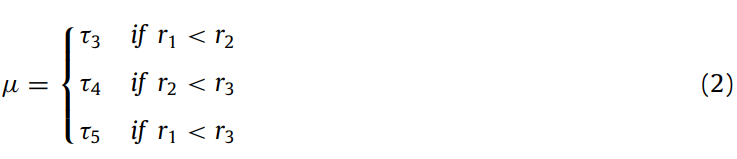 τ₃ if r₁ < r₂
μ = { τ₄ if r₂ < r₃ (2)
τ₅ if r₁ < r₃